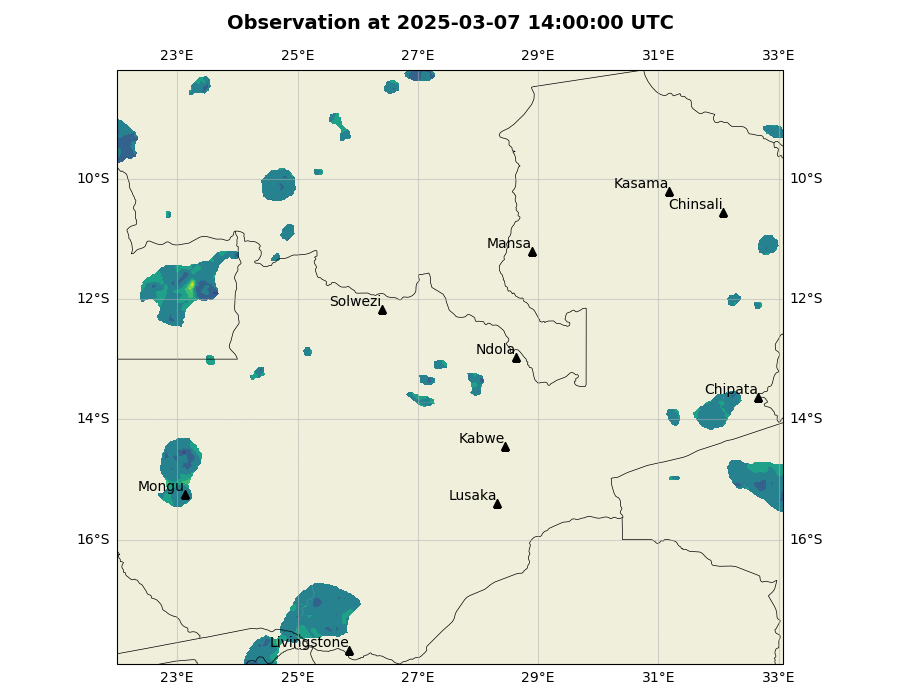 Observation at 2025-03-07 14:00:00 UTC
23°E 25°E 27°E 29°E 31°E 33°E
10°S 10°S
Kasama
Chinsali
Mansa
12°S 12°S
Solwezi
Ndola
Chipata
14°S 14°S
Kabwe
Mongu
Lusaka
16°S 16°S
Livingstone
23°E 25°E 27°E 29°E 31°E 33°E